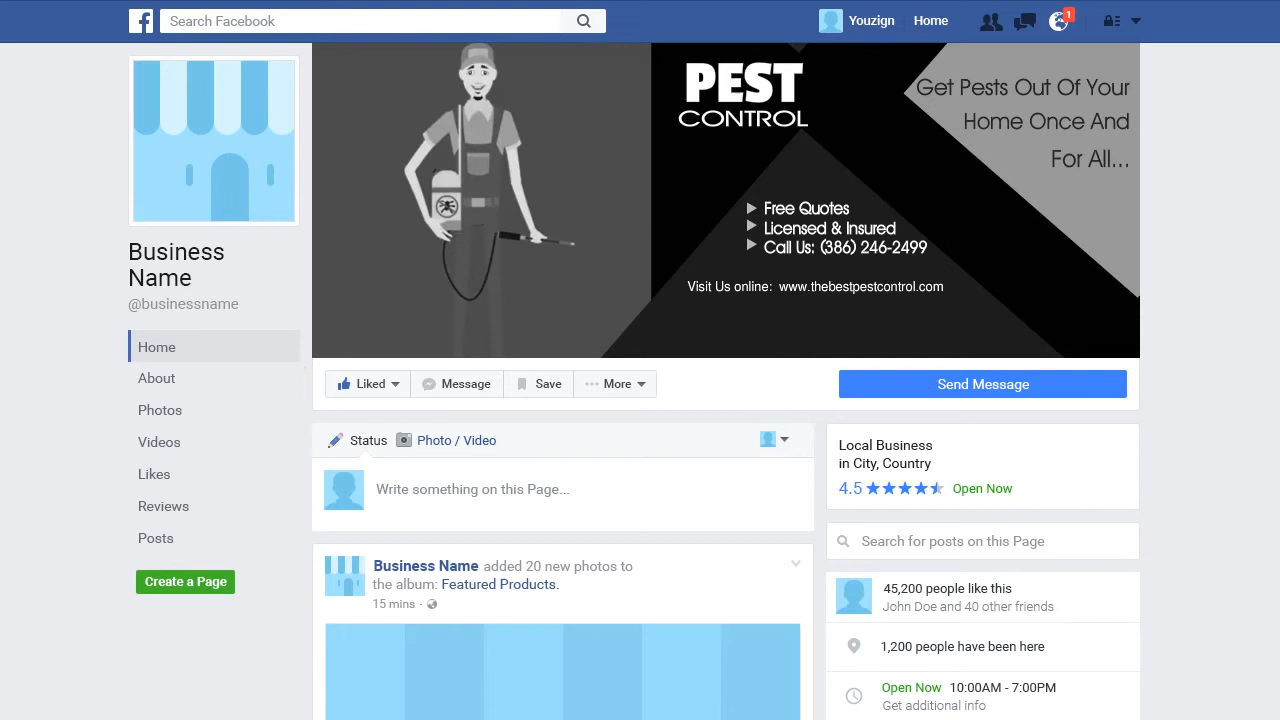 Search Facebook
Youzign
Home
1
PEST
CONTROL
Get Pests Out Of Your
Home Once And
For All...
Free Quotes
Licensed & Insured
Call Us: (386) 246-2499
Visit Us online: www.thebestpestcontrol.com
Business
Name
@businessname
Home
About
Photos
Videos
Likes
Reviews
Posts
Create a Page
Liked
Message
Save
More
Send Message
Status
Photo / Video
Write something on this Page...
Business Name added 20 new photos to
the album: Featured Products.
15 mins ·
Local Business
in City, Country
4.5
Open Now
Search for posts on this Page
45,200 people like this
John Doe and 40 other friends
1,200 people have been here
Open Now 10:00AM - 7:00PM
Get additional info